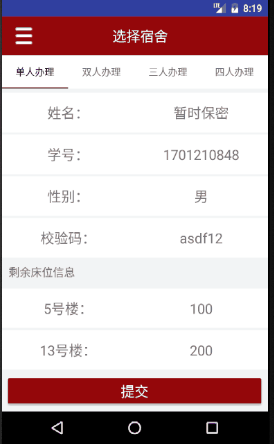 8:19
选择宿舍
单人办理 双人办理 三人办理 四人办理
姓名： 暂时保密
学号： 1701210848
性别： 男
校验码： asdf12
剩余床位信息
5号楼： 100
13号楼： 200
提交